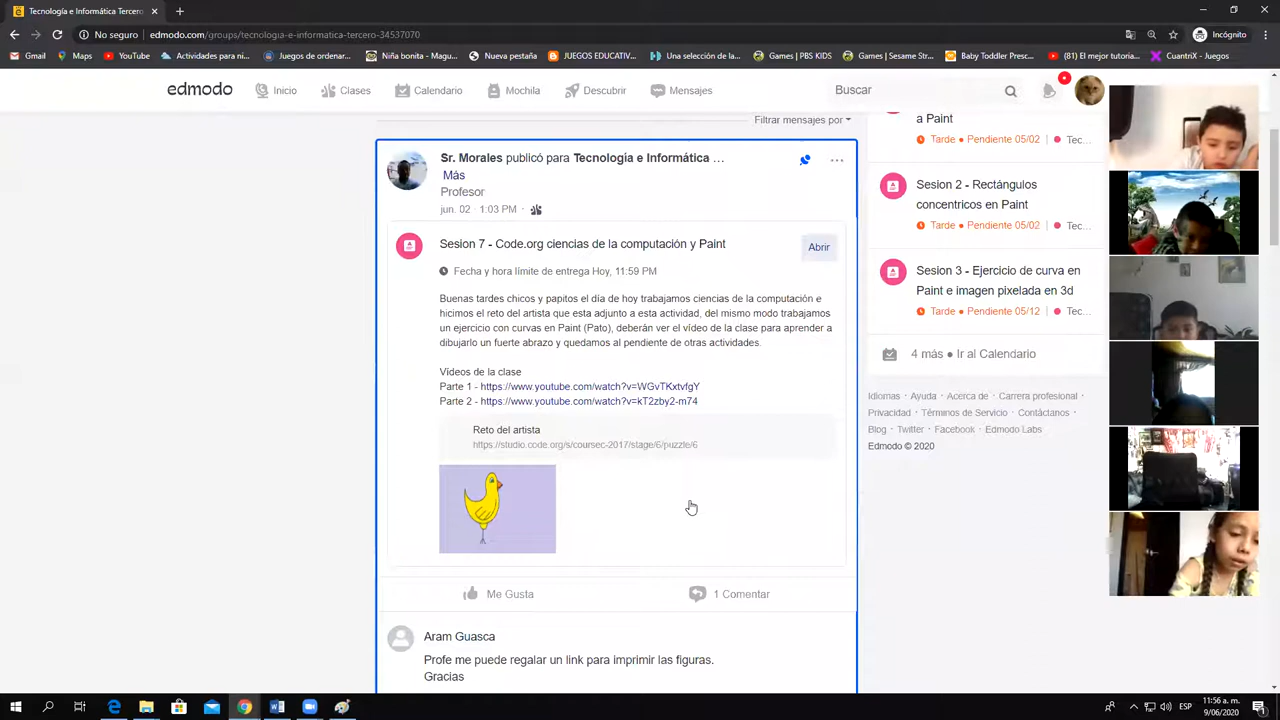 Tecnología e Informática Tercero
No seguro
edmodo.com/groups/tecnologia-e-informatica-tercero-34537070
Incógnito
Gmail
Maps
YouTube
Actividades para ni...
Juegos de ordenar...
Niña bonita - Magu...
Nueva pestaña
JUEGOS EDUCATIV...
Una selección de la...
Games | PBS KIDS
Games | Sesame Str...
Baby Toddler Presc...
(81) El mejor tutoria...
CuantriX - Juegos
edmodo
Inicio
Clases
Calendario
Mochila
Descubrir
Mensajes
Buscar
Filtrar mensajes por
Sr. Morales publicó para Tecnología e Informática ...
Más
Profesor
jun. 02 · 1:03 PM ·
Sesion 7 - Code.org ciencias de la computación y Paint
Abrir
Fecha y hora límite de entrega Hoy, 11:59 PM
Buenas tardes chicos y papitos el día de hoy trabajamos ciencias de la computación e
hicimos el reto del artista que esta adjunto a esta actividad, del mismo modo trabajamos
un ejercicio con curvas en Paint (Pato), deberán ver el vídeo de la clase para aprender a
dibujarlo un fuerte abrazo y quedamos al pendiente de otras actividades.
Vídeos de la clase
Parte 1 - https://www.youtube.com/watch?v=WGvTKxtvfgY
Parte 2 - https://www.youtube.com/watch?v=kT2zby2-m74
Reto del artista
https://studio.code.org/s/coursec-2017/stage/6/puzzle/6
Me Gusta
1 Comentar
Aram Guasca
Profe me puede regalar un link para imprimir las figuras.
Gracias
a Paint
Tarde ● Pendiente 05/02
Tec...
Sesion 2 - Rectángulos
concentricos en Paint
Tarde ● Pendiente 05/02
Tec...
Sesion 3 - Ejercicio de curva en
Paint e imagen pixelada en 3d
Tarde ● Pendiente 05/12
Tec...
4 más ● Ir al Calendario
Idiomas · Ayuda · Acerca de · Carrera profesional ·
Privacidad · Términos de Servicio · Contáctanos ·
Blog · Twitter · Facebook · Edmodo Labs
Edmodo © 2020
ESP
11:56 a. m.
9/06/2020